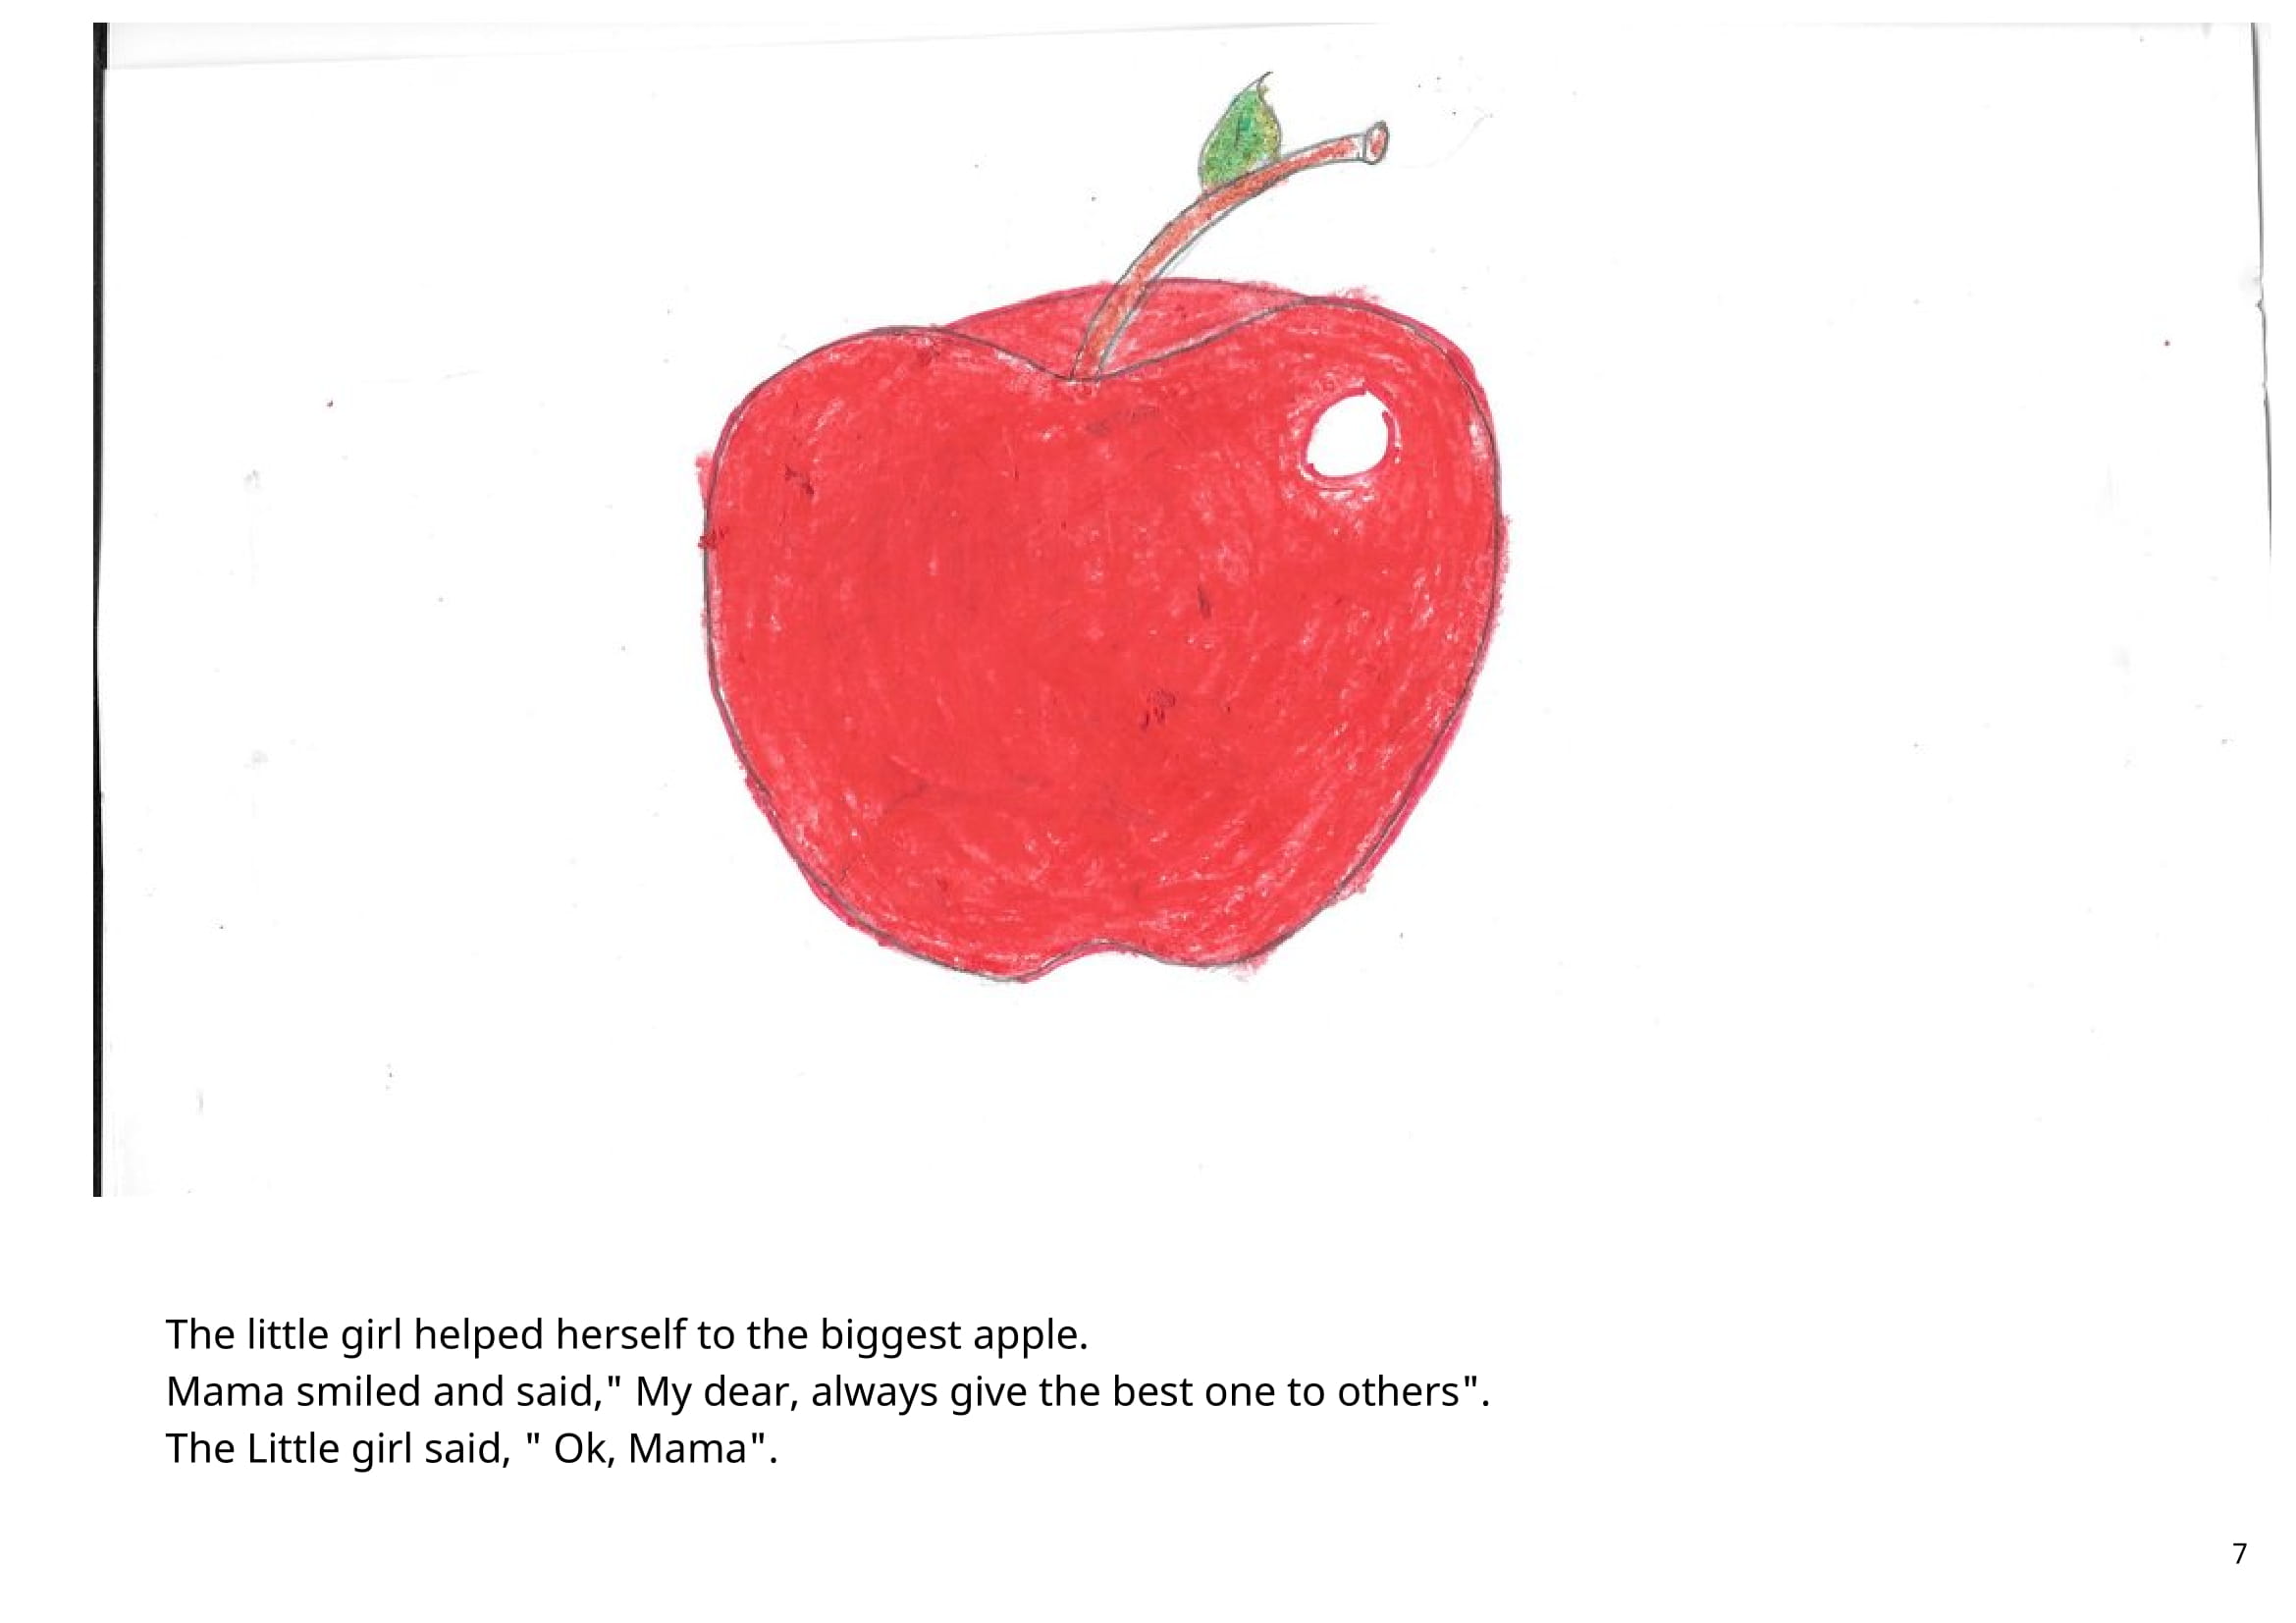 The little girl helped herself to the biggest apple.
Mama smiled and said," My dear, always give the best one to others".
The Little girl said, " Ok, Mama".
7